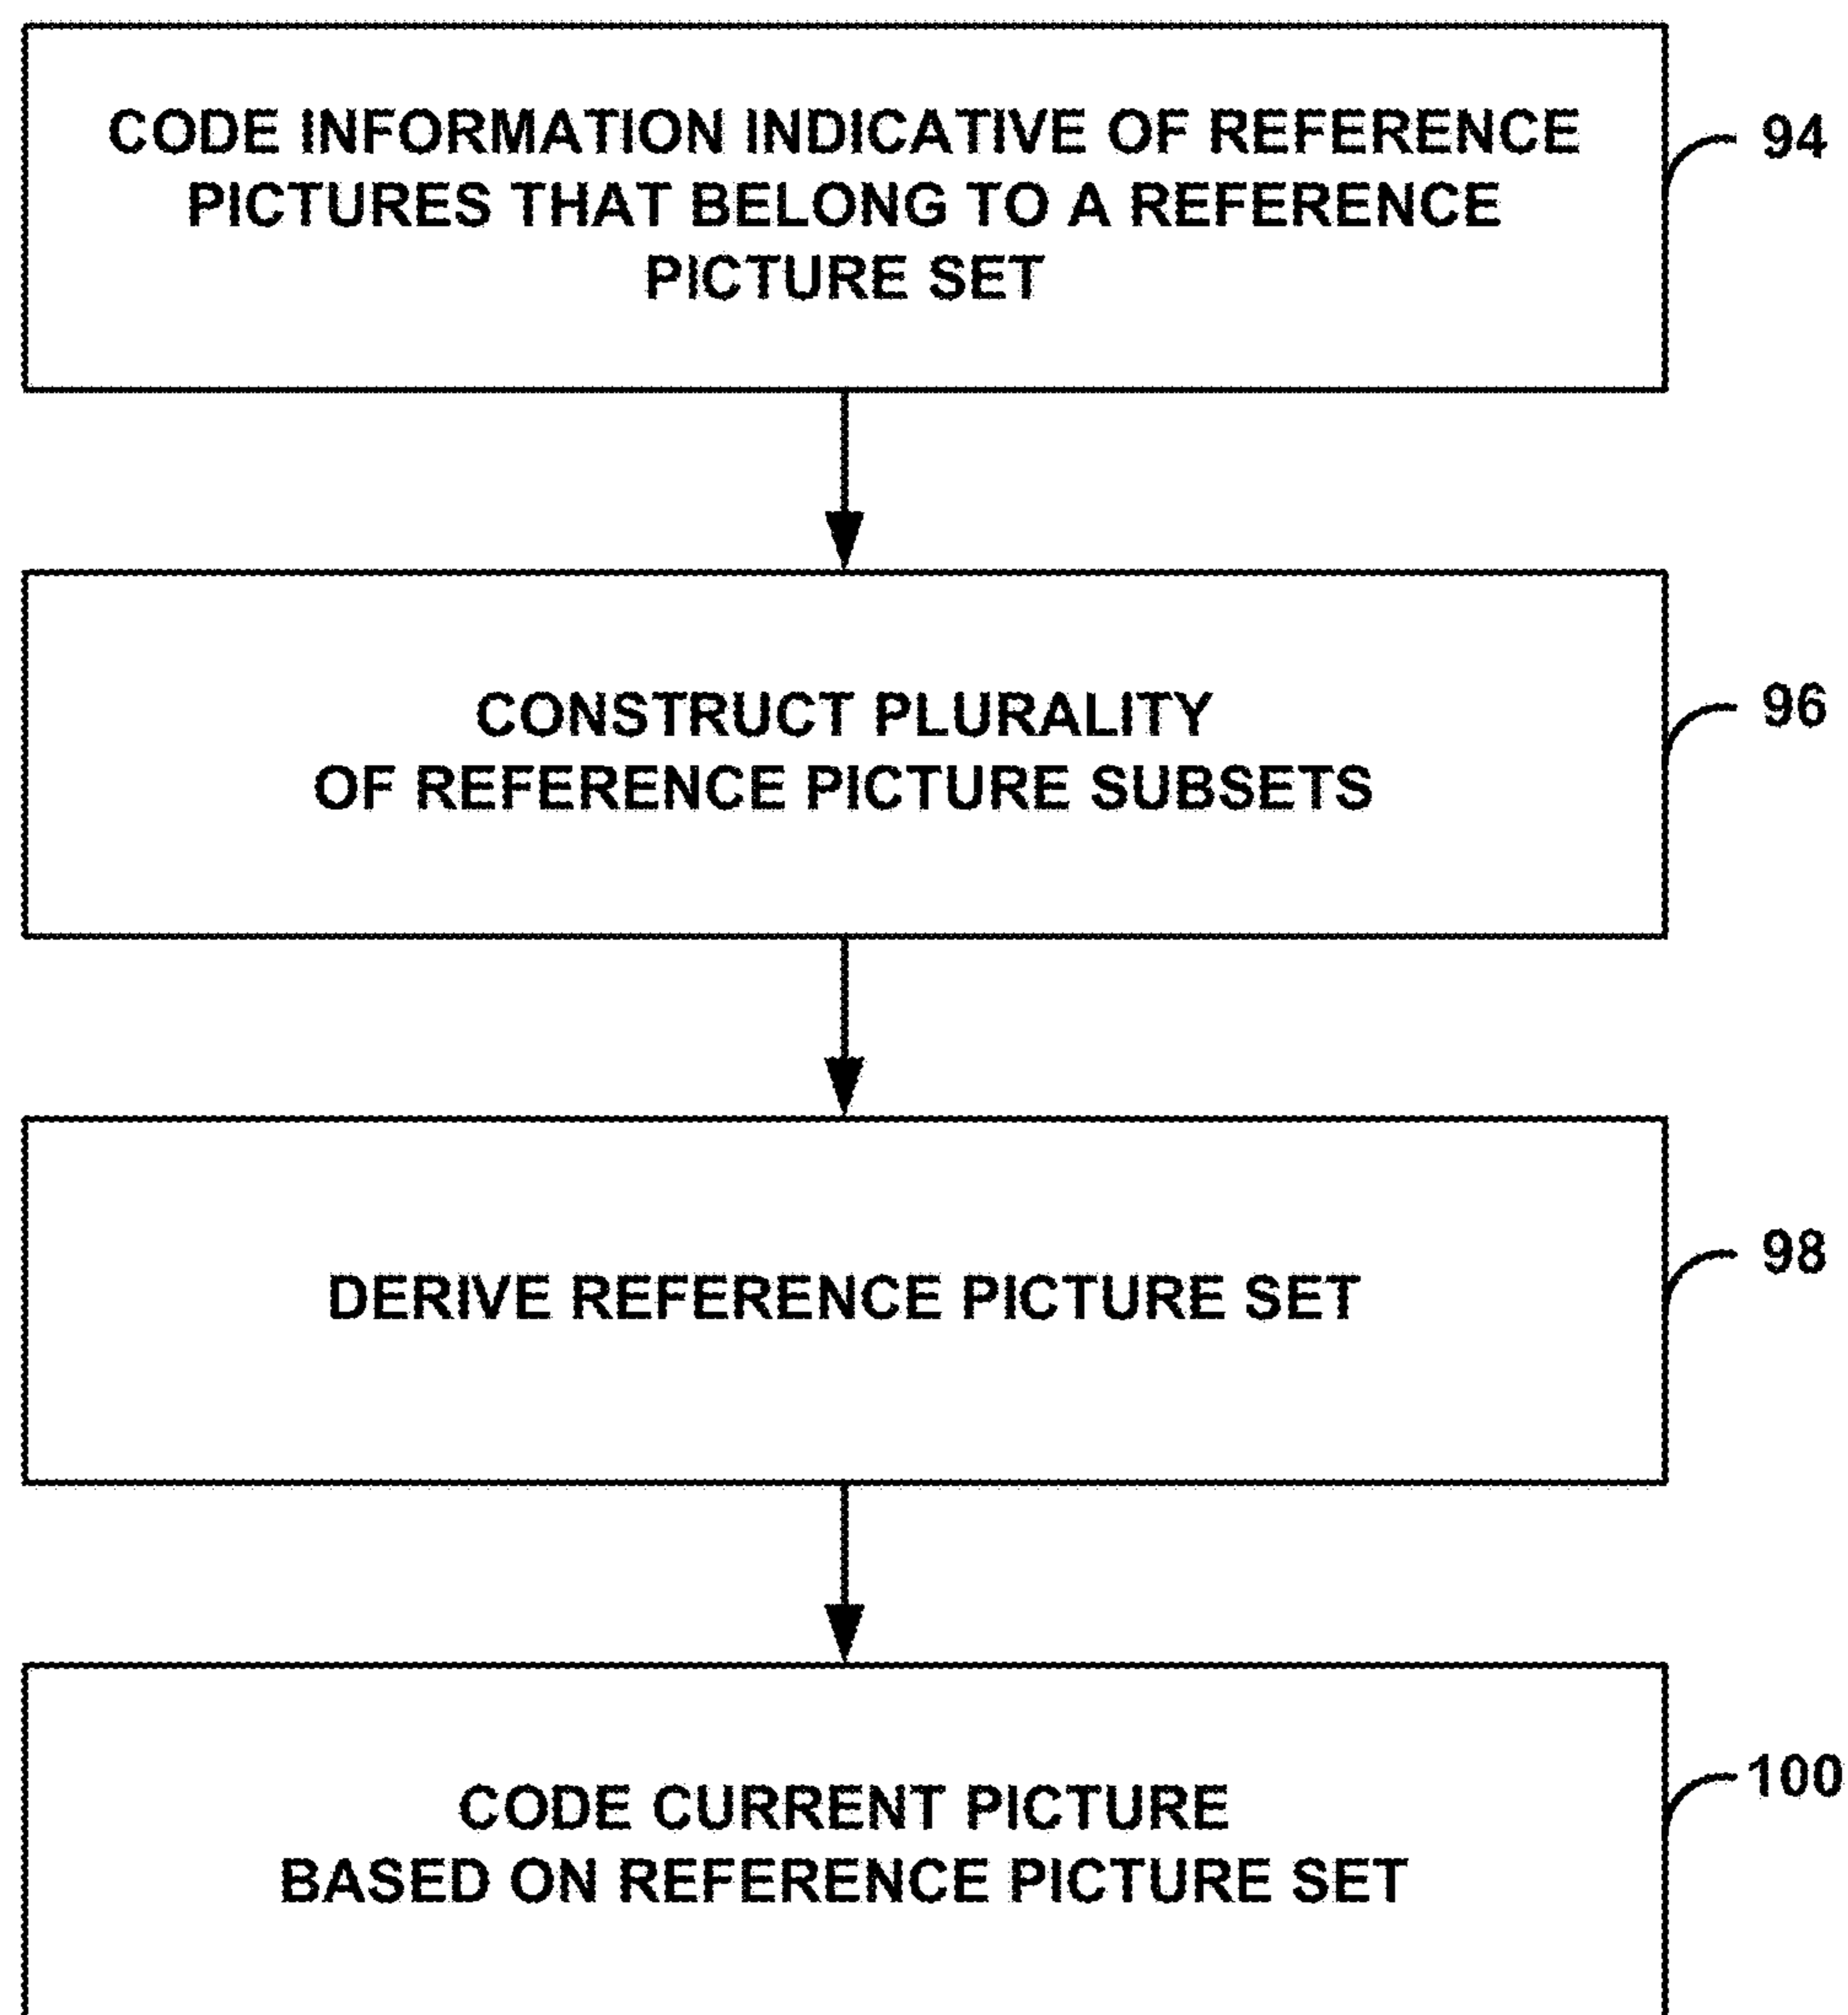 CODE INFORMATION INDICATIVE OF REFERENCE
PICTURES THAT BELONG TO A REFERENCE
PICTURE SET
94
CONSTRUCT PLURALITY
OF REFERENCE PICTURE SUBSETS
96
DERIVE REFERENCE PICTURE SET
98
CODE CURRENT PICTURE
BASED ON REFERENCE PICTURE SET
100